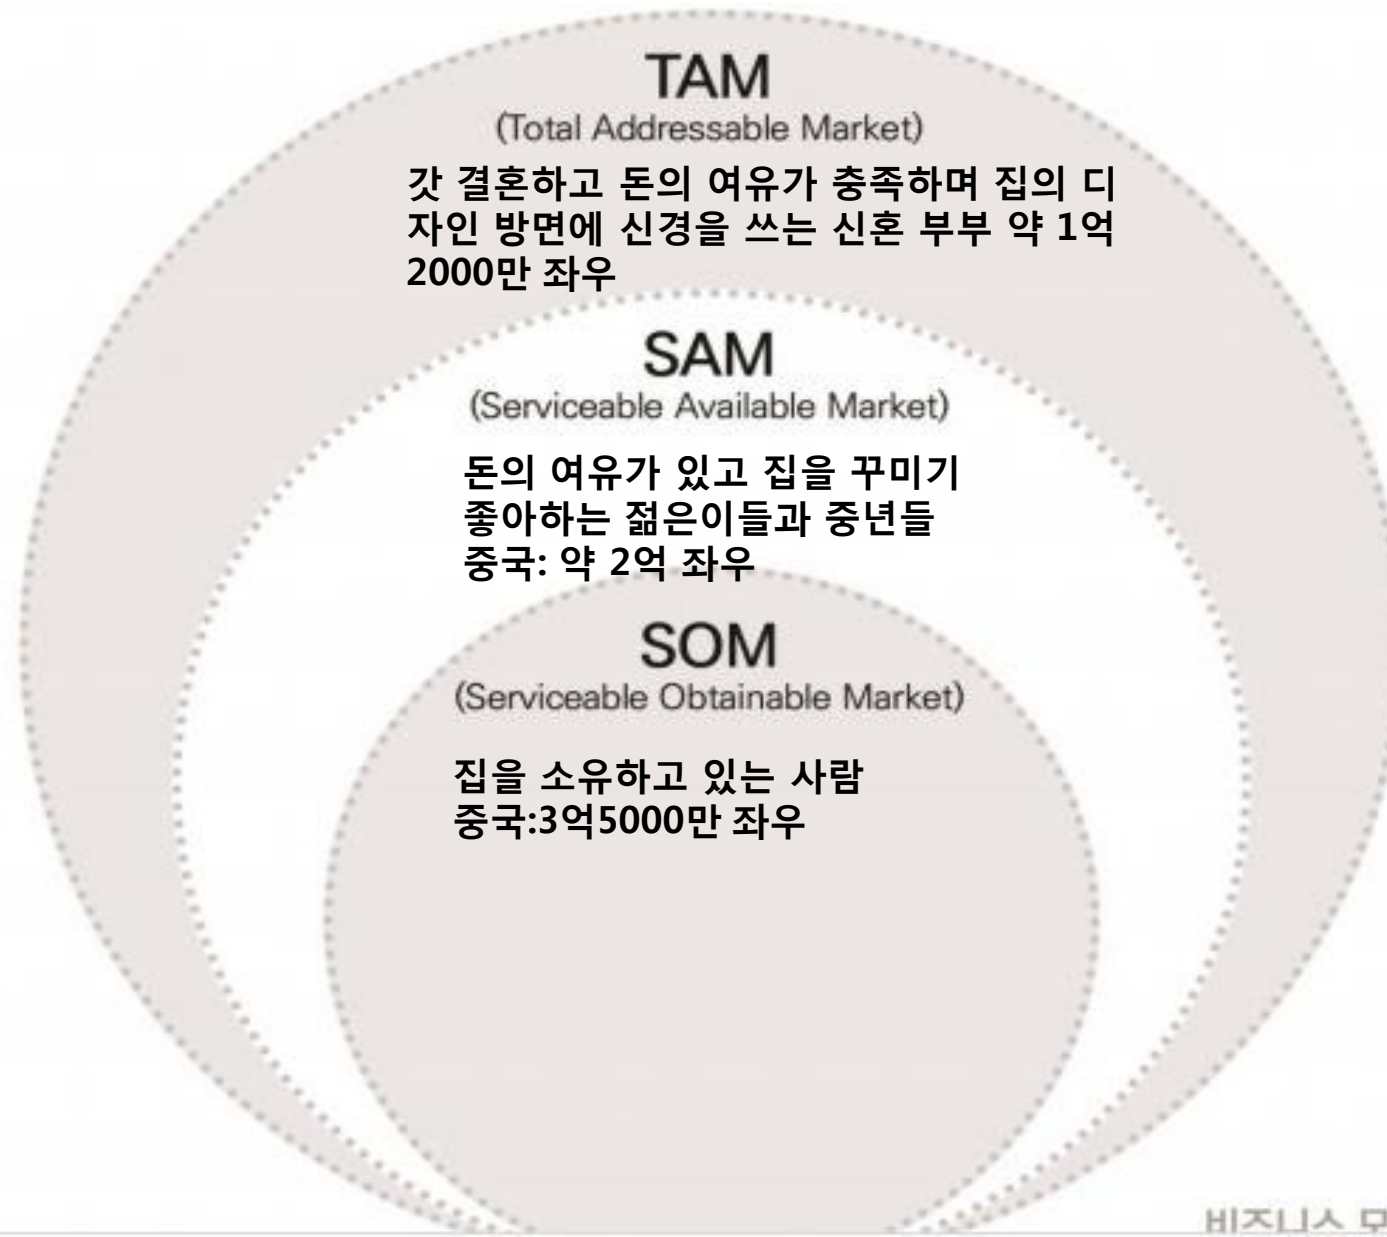 TAM
(Total Addressable Market)
갓 결혼하고 돈의 여유가 충족하며 집의 디
자인 방면에 신경을 쓰는 신혼 부부 약 1억
2000만 좌우
SAM
(Serviceable Available Market)
돈의 여유가 있고 집을 꾸미기
좋아하는 젊은이들과 중년들
중국: 약 2억 좌우
SOM
(Serviceable Obtainable Market)
집을 소유하고 있는 사람
중국:3억5000만 좌우
비즈니스